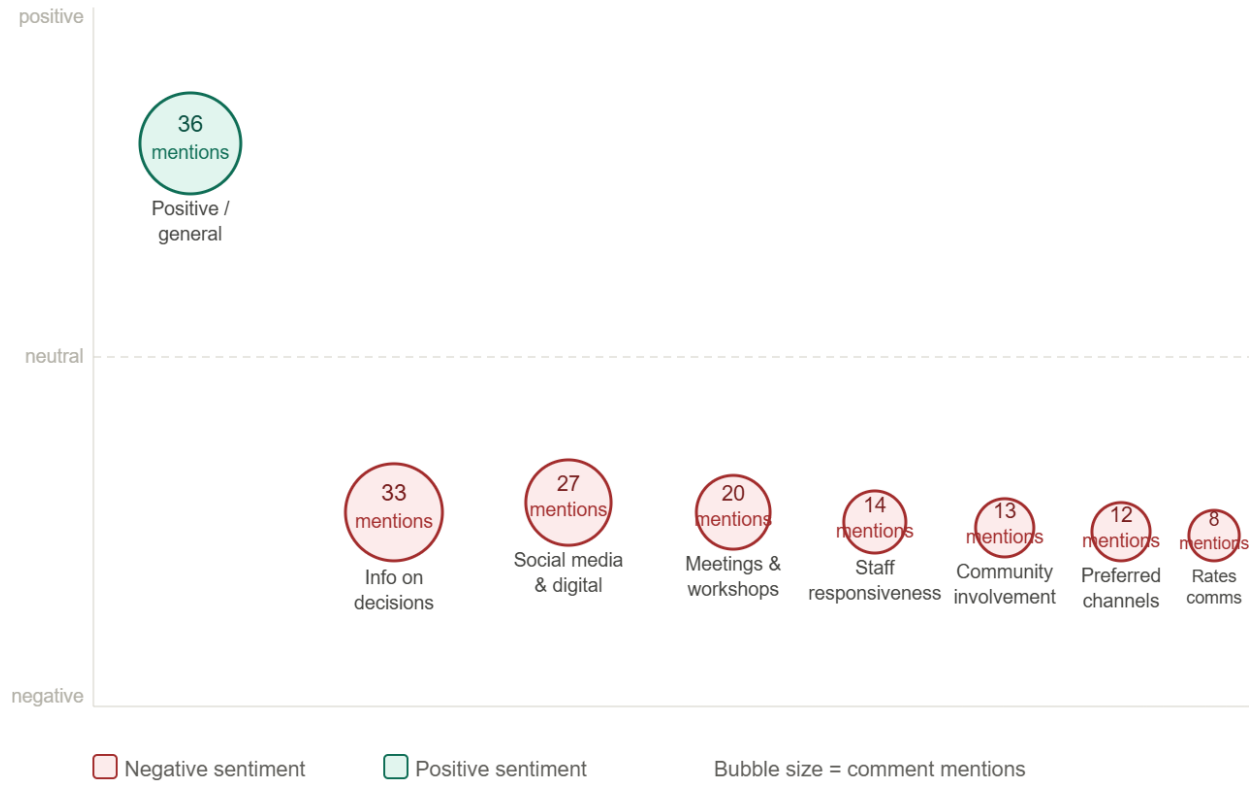 positive
36
mentions
Positive /
general
neutral
33
mentions
Info on
decisions
27
mentions
Social media
& digital
20
mentions
Meetings &
workshops
14
mentions
Staff
responsiveness
13
mentions
Community
involvement
12
mentions
Preferred
channels
8
mentions
Rates
comms
negative
Negative sentiment
Positive sentiment
Bubble size = comment mentions